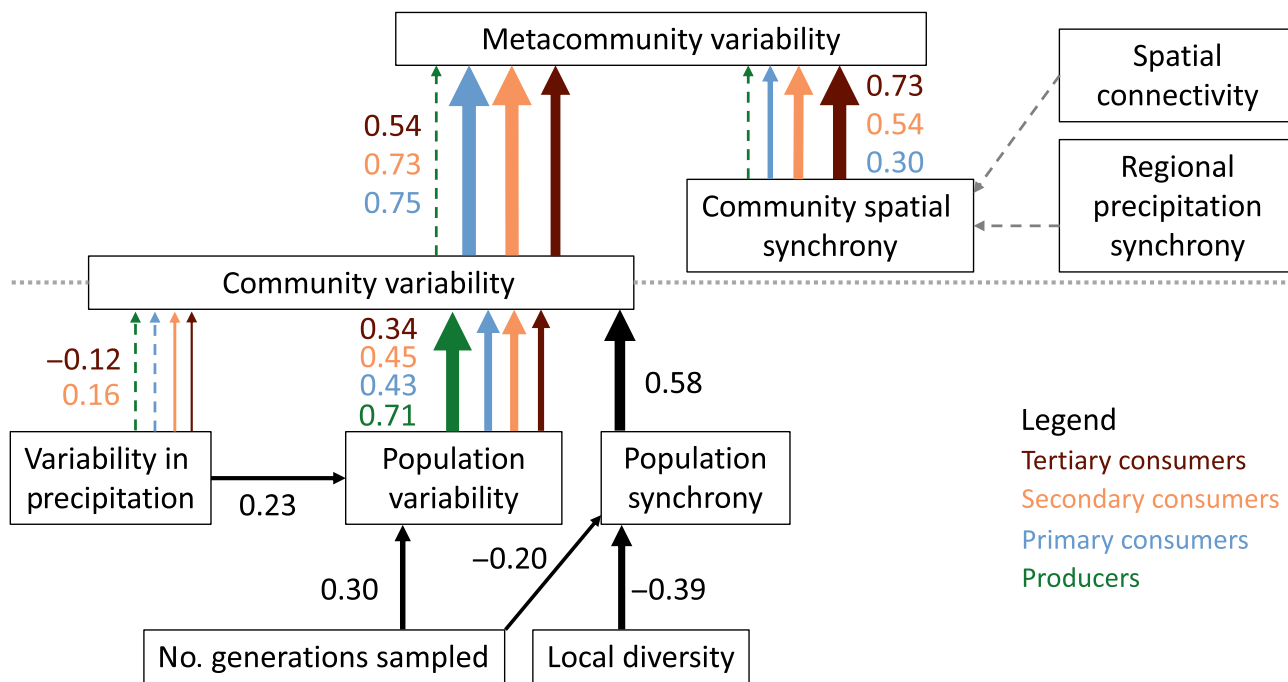 Metacommunity variability
Spatial
connectivity
0.54
0.73
0.75
0.73
0.54
0.30
Community spatial
synchrony
Regional
precipitation
synchrony
Community variability
–0.12
0.16
0.34
0.45
0.43
0.71
0.58
Variability in
precipitation
0.23
Population
variability
Population
synchrony
0.30
–0.20
–0.39
No. generations sampled
Local diversity
Legend
Tertiary consumers
Secondary consumers
Primary consumers
Producers